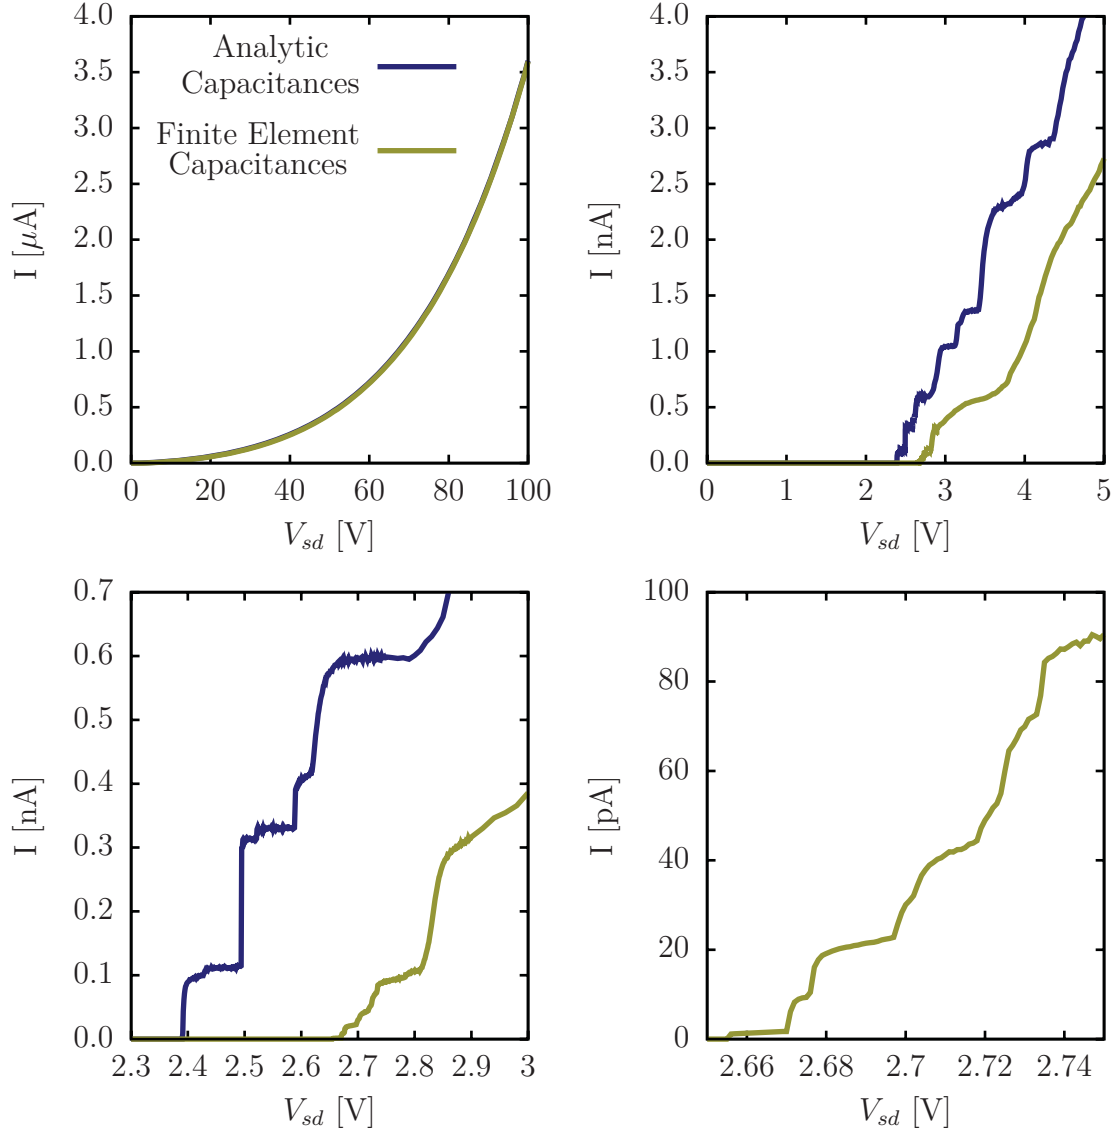 4.0
3.5
3.0
2.5
2.0
1.5
1.0
0.5
0.0
I [μA]
Analytic
Capacitances
Finite Element
Capacitances
0 20 40 60 80 100
V_sd [V]
4.0
3.5
3.0
2.5
2.0
1.5
1.0
0.5
0.0
I [nA]
0 1 2 3 4 5
V_sd [V]
0.7
0.6
0.5
0.4
0.3
0.2
0.1
0.0
I [nA]
2.3 2.4 2.5 2.6 2.7 2.8 2.9 3
V_sd [V]
100
80
60
40
20
0
I [pA]
2.66 2.68 2.7 2.72 2.74
V_sd [V]